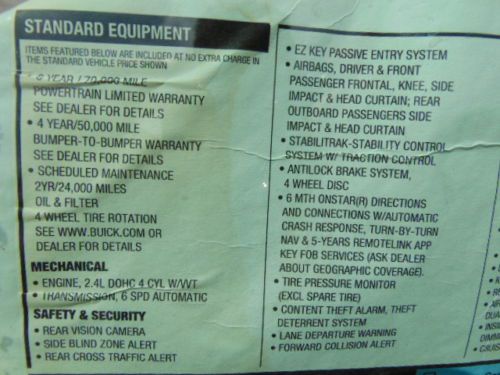 STANDARD EQUIPMENT
ITEMS FEATURED BELOW ARE INCLUDED AT NO EXTRA CHARGE IN
THE STANDARD VEHICLE PRICE SHOWN
• 6 YEAR / 70,000 MILE
POWERTRAIN LIMITED WARRANTY
SEE DEALER FOR DETAILS
• 4 YEAR/50,000 MILE
BUMPER-TO-BUMPER WARRANTY
SEE DEALER FOR DETAILS
• SCHEDULED MAINTENANCE
2YR/24,000 MILES
OIL & FILTER
4 WHEEL TIRE ROTATION
SEE WWW.BUICK.COM OR
DEALER FOR DETAILS
MECHANICAL
• ENGINE, 2.4L DOHC 4 CYL W/VVT
• TRANSMISSION, 6 SPD AUTOMATIC
SAFETY & SECURITY
• REAR VISION CAMERA
• SIDE BLIND ZONE ALERT
• REAR CROSS TRAFFIC ALERT
• EZ KEY PASSIVE ENTRY SYSTEM
• AIRBAGS, DRIVER & FRONT
PASSENGER FRONTAL, KNEE, SIDE
IMPACT & HEAD CURTAIN; REAR
OUTBOARD PASSENGERS SIDE
IMPACT & HEAD CURTAIN
• STABILITRAK-STABILITY CONTROL
SYSTEM W/ TRACTION CONTROL
• ANTILOCK BRAKE SYSTEM,
4 WHEEL DISC
• 6 MTH ONSTAR(R) DIRECTIONS
AND CONNECTIONS W/AUTOMATIC
CRASH RESPONSE, TURN-BY-TURN
NAV & 5-YEARS REMOTELINK APP
KEY FOB SERVICES (ASK DEALER
ABOUT GEOGRAPHIC COVERAGE).
• TIRE PRESSURE MONITOR
(EXCL SPARE TIRE)
• CONTENT THEFT ALARM, THEFT
DETERRENT SYSTEM
• LANE DEPARTURE WARNING
• FORWARD COLLISION ALERT